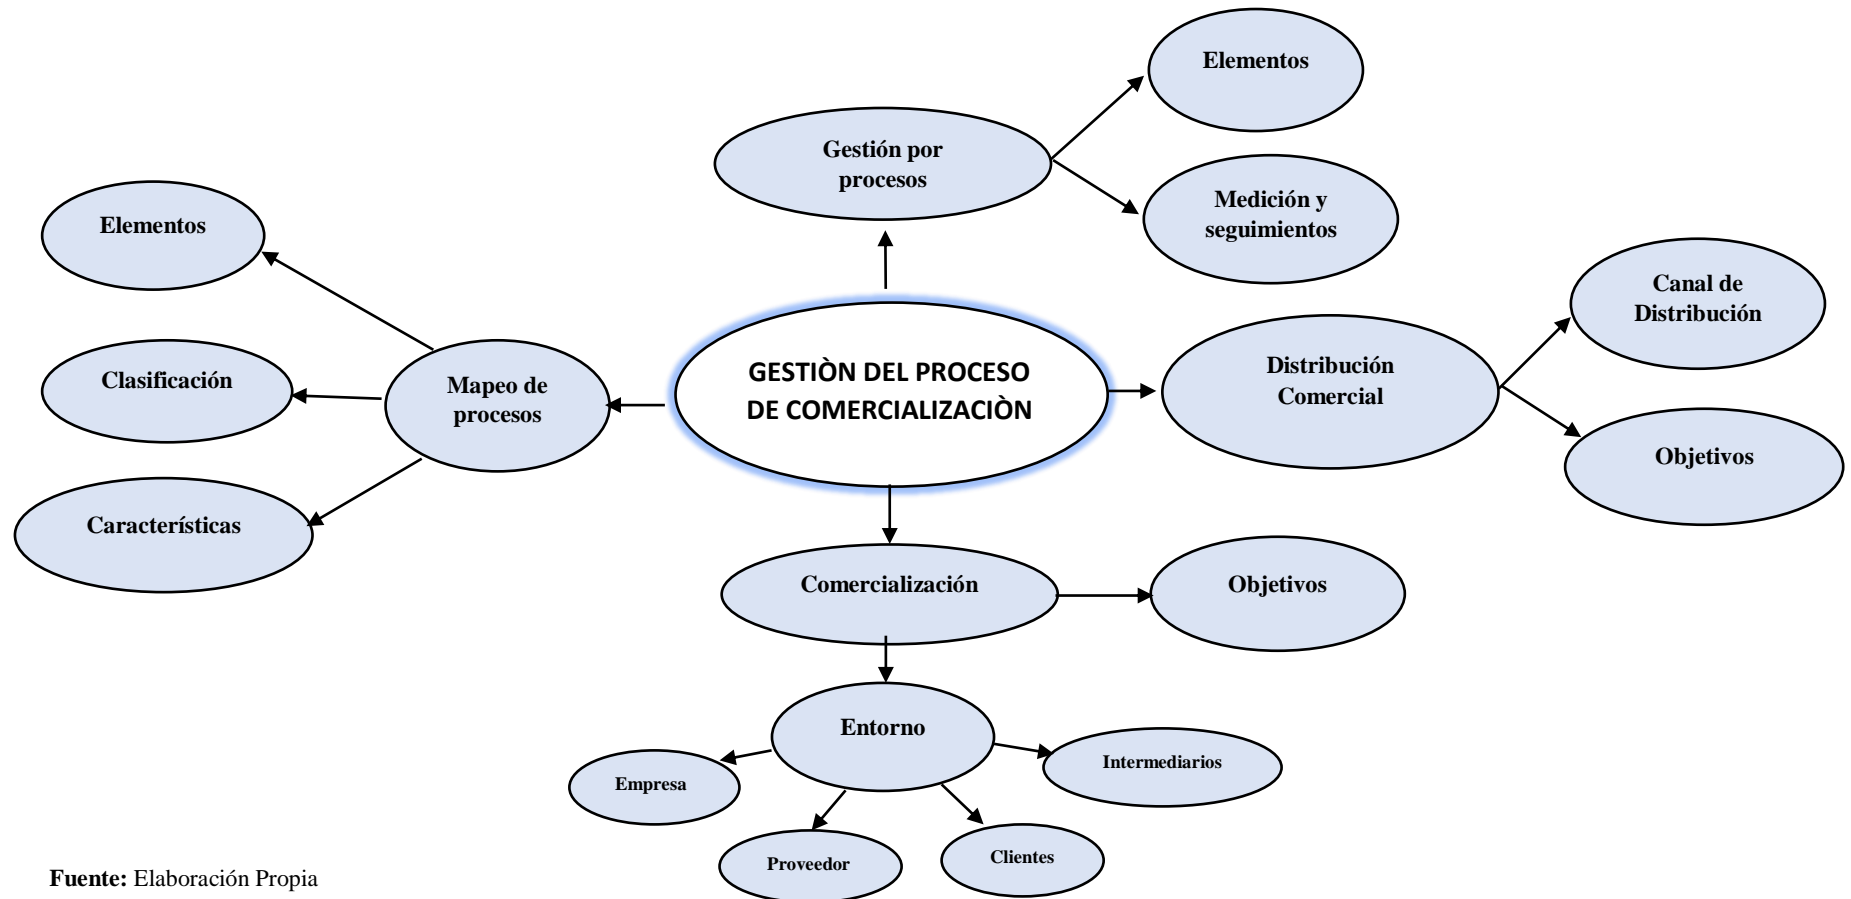 Elementos
Gestión por
procesos
Medición y
seguimientos
Elementos
Canal de
Distribución
Clasificación
Mapeo de
procesos
GESTIÒN DEL PROCESO
DE COMERCIALIZACIÒN
Distribución
Comercial
Objetivos
Características
Comercialización
Objetivos
Entorno
Intermediarios
Empresa
Proveedor
Clientes
Fuente: Elaboración Propia